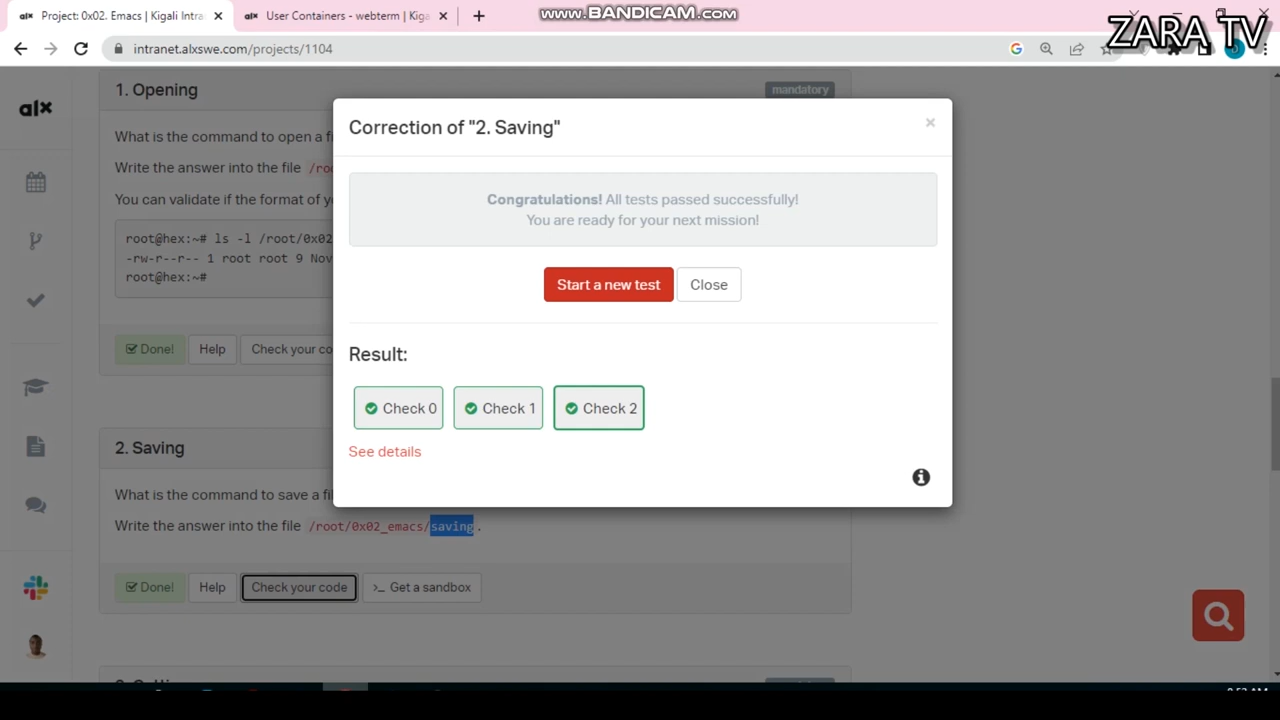 Project: 0x02. Emacs | Kigali Intra
User Containers - webterm | Kiga
www.BANDICAM.com
ZARA TV
intranet.alxswe.com/projects/1104
alx
1. Opening
mandatory
What is the command to open a fi
Write the answer into the file /roo
You can validate if the format of yo
root@hex:~# ls -l /root/0x02
-rw-r--r-- 1 root root 9 Nov
root@hex:~#
Done!
Help
Check your co
Correction of "2. Saving"
×
Congratulations! All tests passed successfully!
You are ready for your next mission!
Start a new test
Close
Result:
Check 0
Check 1
Check 2
See details
2. Saving
What is the command to save a fil
Write the answer into the file /root/0x02_emacs/saving.
Done!
Help
Check your code
>_ Get a sandbox